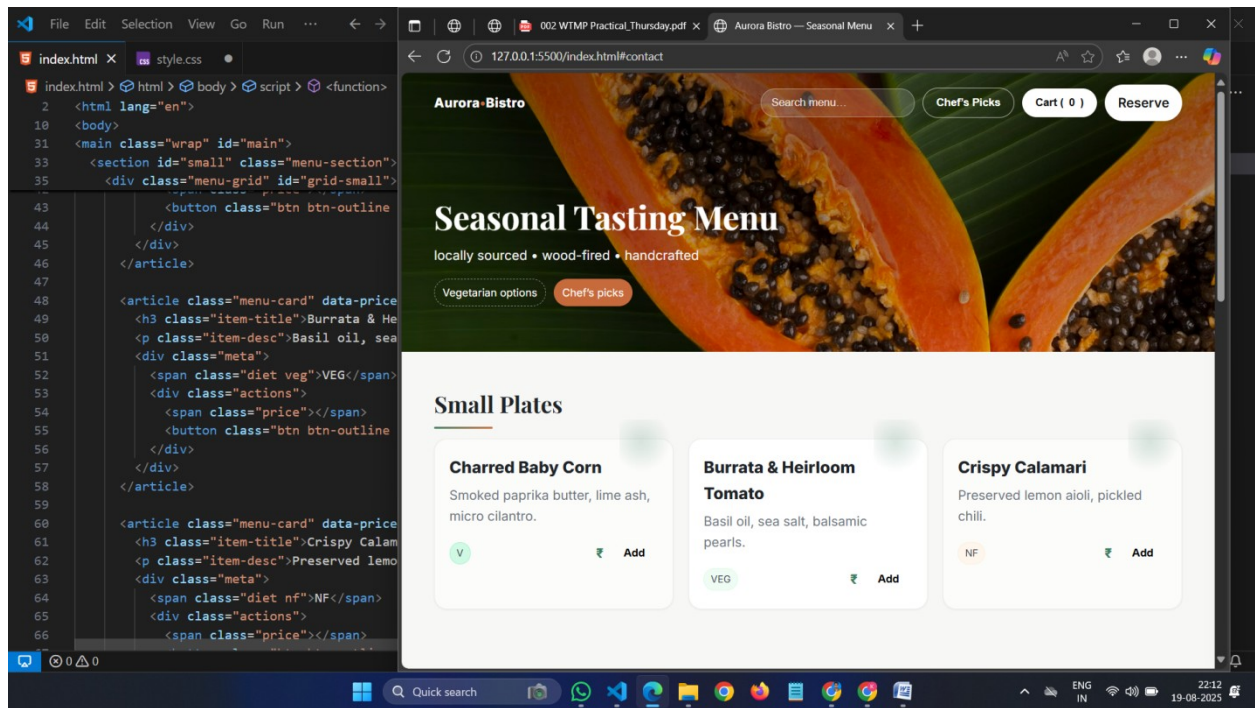 File Edit Selection View Go Run ···
index.html
style.css
index.html > html > body > script > <function>
2 <html lang="en">
10 <body>
31 <main class="wrap" id="main">
33 <section id="small" class="menu-section">
35 <div class="menu-grid" id="grid-small">
43 <button class="btn btn-outline
44 </div>
45 </div>
46 </article>
47
48 <article class="menu-card" data-price
49 <h3 class="item-title">Burrata & He
50 <p class="item-desc">Basil oil, sea
51 <div class="meta">
52 <span class="diet veg">VEG</span>
53 <div class="actions">
54 <span class="price"></span>
55 <button class="btn btn-outline
56 </div>
57 </div>
58 </article>
59
60 <article class="menu-card" data-price
61 <h3 class="item-title">Crispy Calam
62 <p class="item-desc">Preserved lemo
63 <div class="meta">
64 <span class="diet nf">NF</span>
65 <div class="actions">
66 <span class="price"></span>
0 0
002 WTMP Practical_Thursday.pdf
Aurora Bistro — Seasonal Menu
127.0.0.1:5500/index.html#contact
Aurora•Bistro
Search menu...
Chef's Picks
Cart ( 0 )
Reserve
Seasonal Tasting Menu
locally sourced • wood-fired • handcrafted
Vegetarian options
Chef's picks
Small Plates
Charred Baby Corn
Smoked paprika butter, lime ash,
micro cilantro.
V ₹ Add
Burrata & Heirloom
Tomato
Basil oil, sea salt, balsamic
pearls.
VEG ₹ Add
Crispy Calamari
Preserved lemon aioli, pickled
chili.
NF ₹ Add
Quick search
ENG
IN
22:12
19-08-2025